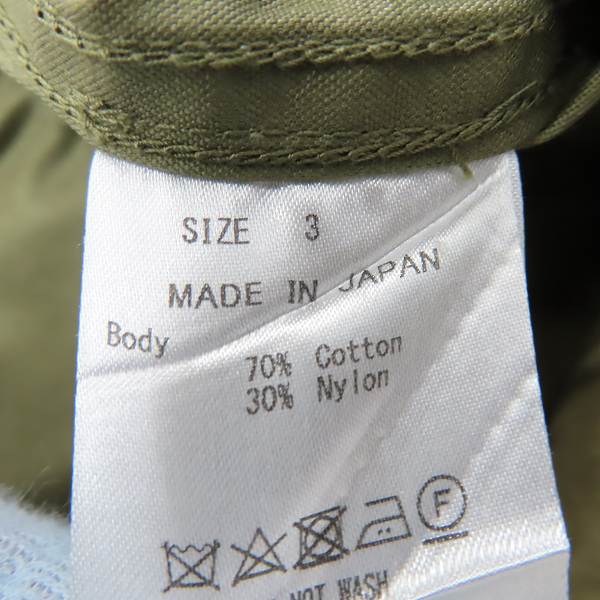 SIZE 3
MADE IN JAPAN
Body
70% Cotton
30% Nylon
F
NOT WASH